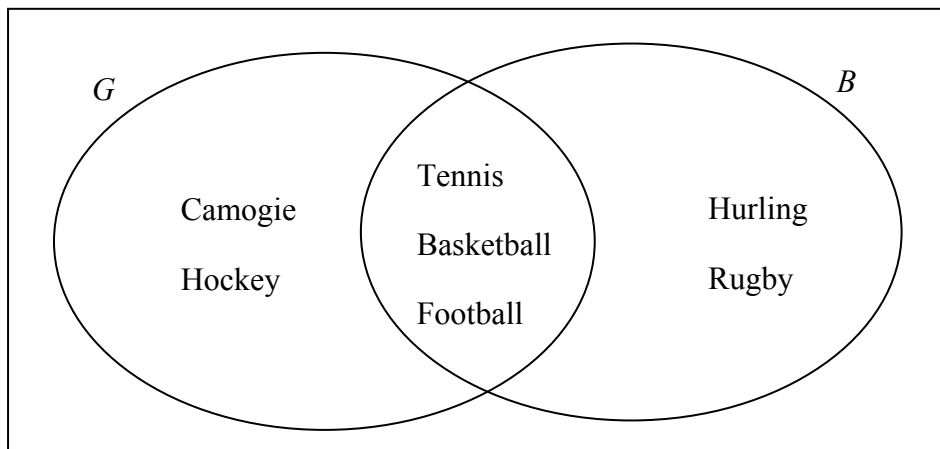 G
B
Tennis
Camogie
Hurling
Basketball
Hockey
Rugby
Football